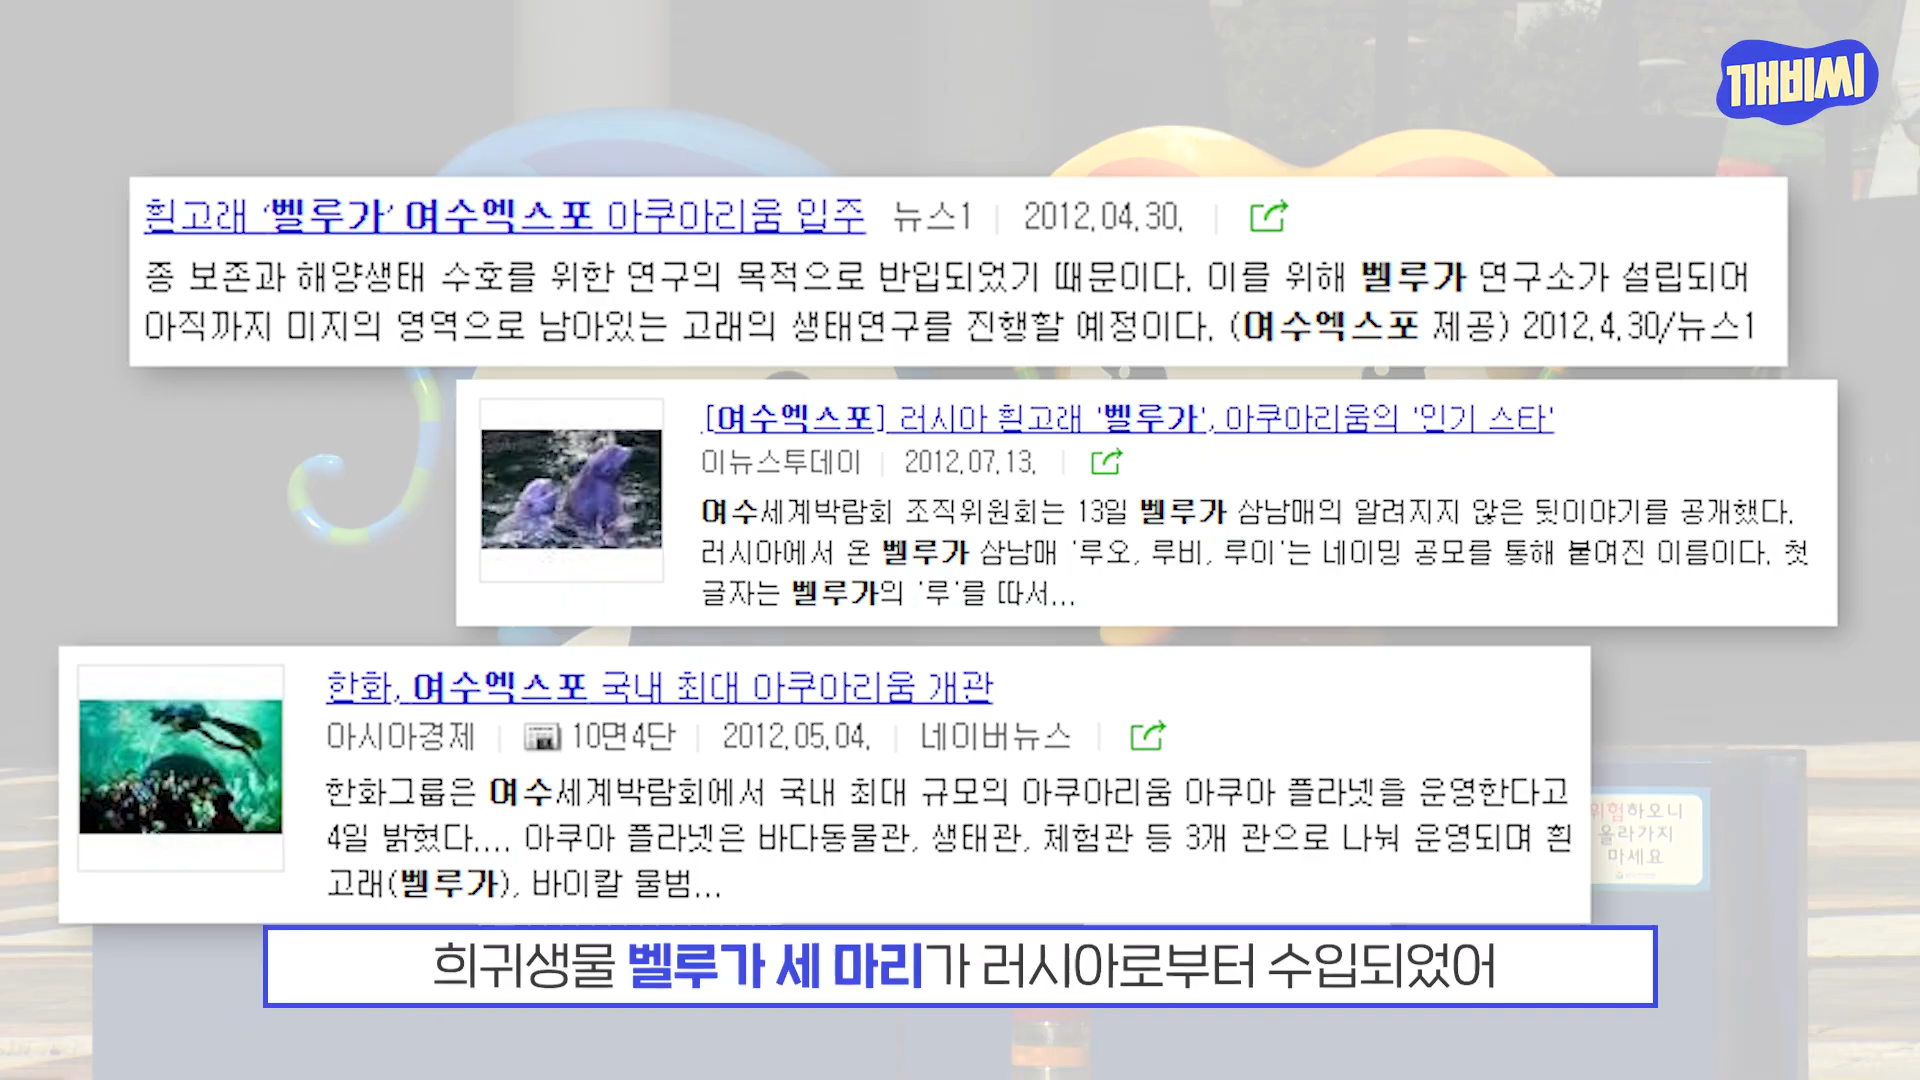 끼비씨
흰고래 '벨루가' 여수엑스포 아쿠아리움 입주 뉴스1 2012.04.30.
종 보존과 해양생태 수호를 위한 연구의 목적으로 반입되었기 때문이다. 이를 위해 벨루가 연구소가 설립되어
아직까지 미지의 영역으로 남아있는 고래의 생태연구를 진행할 예정이다. (여수엑스포 제공) 2012.4.30/뉴스1
[여수엑스포] 러시아 흰고래 '벨루가', 아쿠아리움의 '인기 스타'
이뉴스투데이 2012.07.13.
여수세계박람회 조직위원회는 13일 벨루가 삼남매의 알려지지 않은 뒷이야기를 공개했다.
러시아에서 온 벨루가 삼남매 '루오, 루비, 루이'는 네이밍 공모를 통해 붙여진 이름이다. 첫
글자는 벨루가의 '루'를 따서...
한화, 여수엑스포 국내 최대 아쿠아리움 개관
아시아경제 10면4단 2012.05.04. 네이버뉴스
한화그룹은 여수세계박람회에서 국내 최대 규모의 아쿠아리움 아쿠아 플라넷을 운영한다고
4일 밝혔다.... 아쿠아 플라넷은 바다동물관, 생태관, 체험관 등 3개 관으로 나눠 운영되며 흰
고래(벨루가), 바이칼 물범...
위험하오니
올라가지
마세요
희귀생물 벨루가 세 마리가 러시아로부터 수입되었어